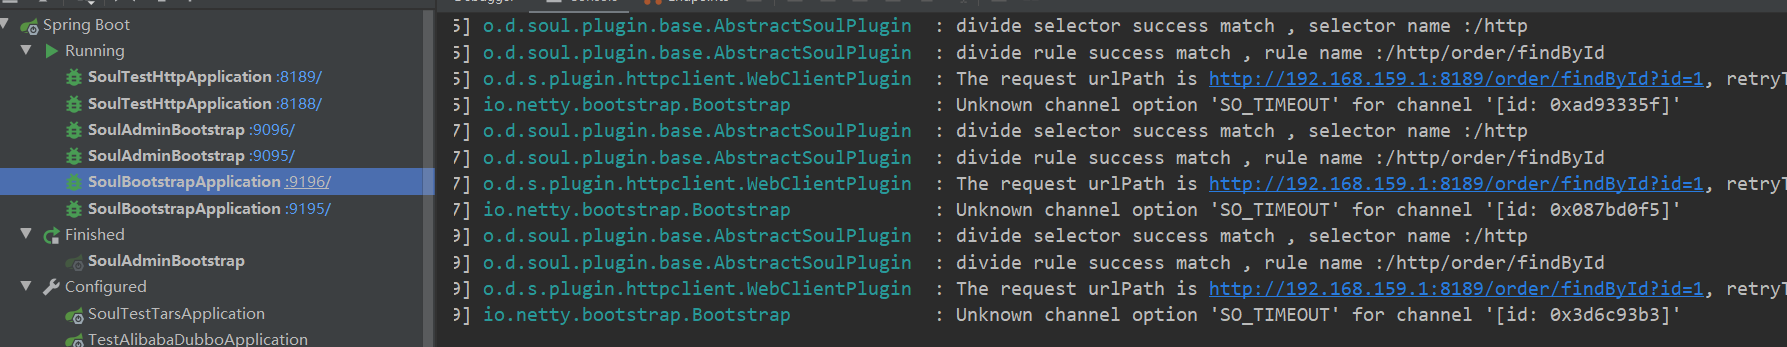 Spring Boot
Running
SoulTestHttpApplication :8189/
SoulTestHttpApplication :8188/
SoulAdminBootstrap :9096/
SoulAdminBootstrap :9095/
SoulBootstrapApplication :9196/
SoulBootstrapApplication :9195/
Finished
SoulAdminBootstrap
Configured
SoulTestTarsApplication
TestAlibabaDubboApplication
5] o.d.soul.plugin.base.AbstractSoulPlugin : divide selector success match , selector name :/http
5] o.d.soul.plugin.base.AbstractSoulPlugin : divide rule success match , rule name :/http/order/findById
5] o.d.s.plugin.httpclient.WebClientPlugin : The request urlPath is http://192.168.159.1:8189/order/findById?id=1, retryT
5] io.netty.bootstrap.Bootstrap : Unknown channel option 'SO_TIMEOUT' for channel '[id: 0xad93335f]'
7] o.d.soul.plugin.base.AbstractSoulPlugin : divide selector success match , selector name :/http
7] o.d.soul.plugin.base.AbstractSoulPlugin : divide rule success match , rule name :/http/order/findById
7] o.d.s.plugin.httpclient.WebClientPlugin : The request urlPath is http://192.168.159.1:8189/order/findById?id=1, retryT
7] io.netty.bootstrap.Bootstrap : Unknown channel option 'SO_TIMEOUT' for channel '[id: 0x087bd0f5]'
9] o.d.soul.plugin.base.AbstractSoulPlugin : divide selector success match , selector name :/http
9] o.d.soul.plugin.base.AbstractSoulPlugin : divide rule success match , rule name :/http/order/findById
9] o.d.s.plugin.httpclient.WebClientPlugin : The request urlPath is http://192.168.159.1:8189/order/findById?id=1, retryT
9] io.netty.bootstrap.Bootstrap : Unknown channel option 'SO_TIMEOUT' for channel '[id: 0x3d6c93b3]'